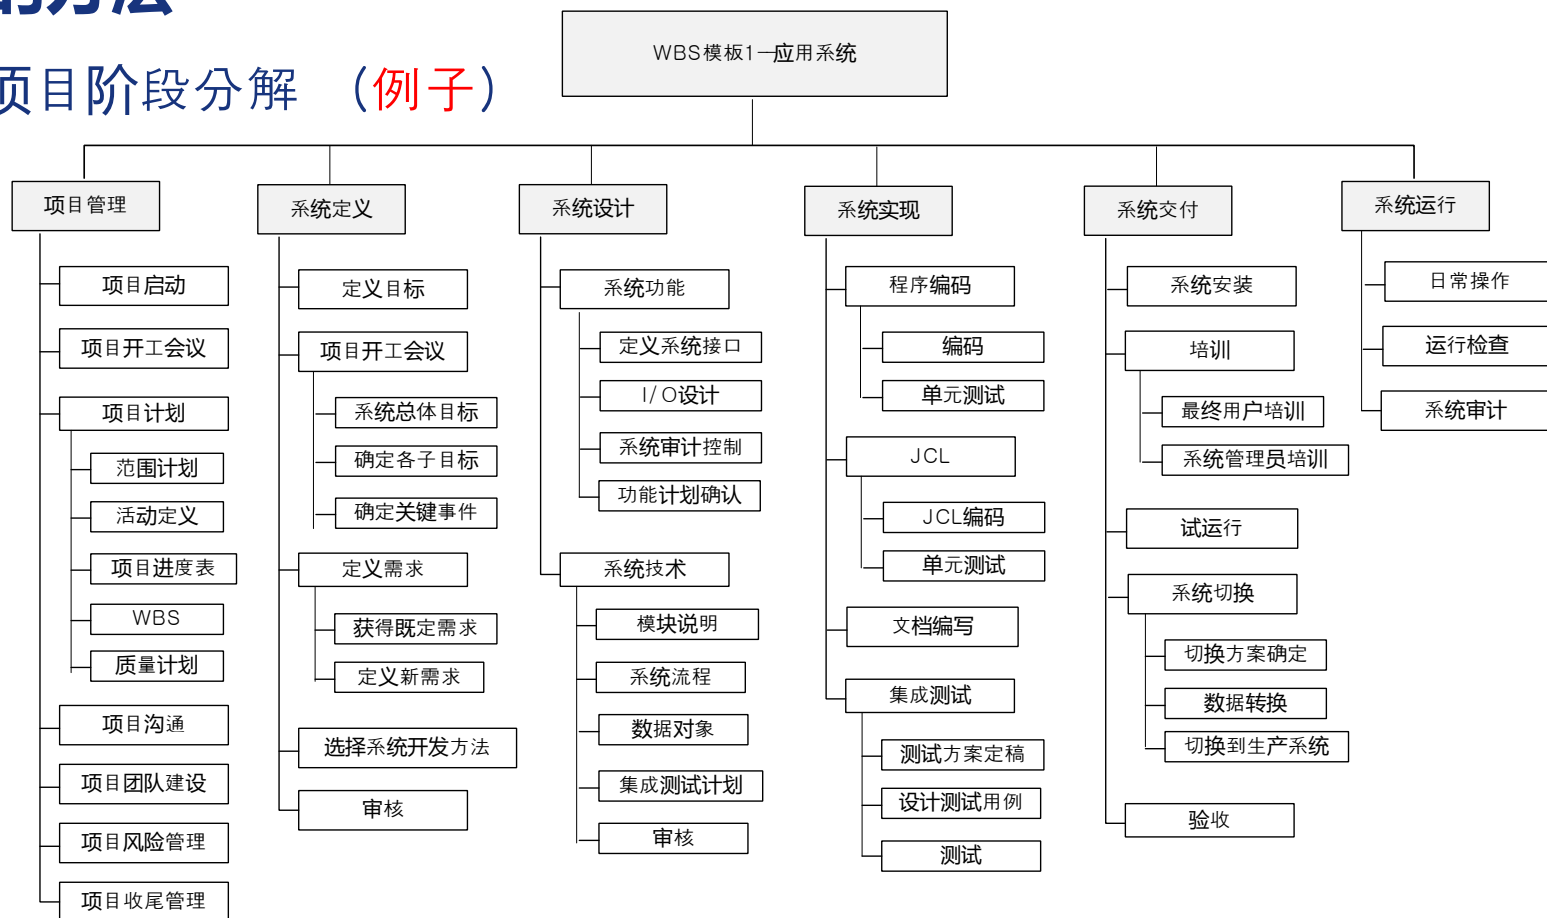 的方法
项目阶段分解 （例子）
WBS模板1—应用系统
项目管理
项目启动
项目开工会议
项目计划
范围计划
活动定义
项目进度表
WBS
质量计划
项目沟通
项目团队建设
项目风险管理
项目收尾管理
系统定义
定义目标
项目开工会议
系统总体目标
确定各子目标
确定关键事件
定义需求
获得既定需求
定义新需求
选择系统开发方法
审核
系统设计
系统功能
定义系统接口
I/O设计
系统审计控制
功能计划确认
系统技术
模块说明
系统流程
数据对象
集成测试计划
审核
系统实现
程序编码
编码
单元测试
JCL
JCL编码
单元测试
文档编写
集成测试
测试方案定稿
设计测试用例
测试
系统交付
系统安装
培训
最终用户培训
系统管理员培训
试运行
系统切换
切换方案确定
数据转换
切换到生产系统
验收
系统运行
日常操作
运行检查
系统审计